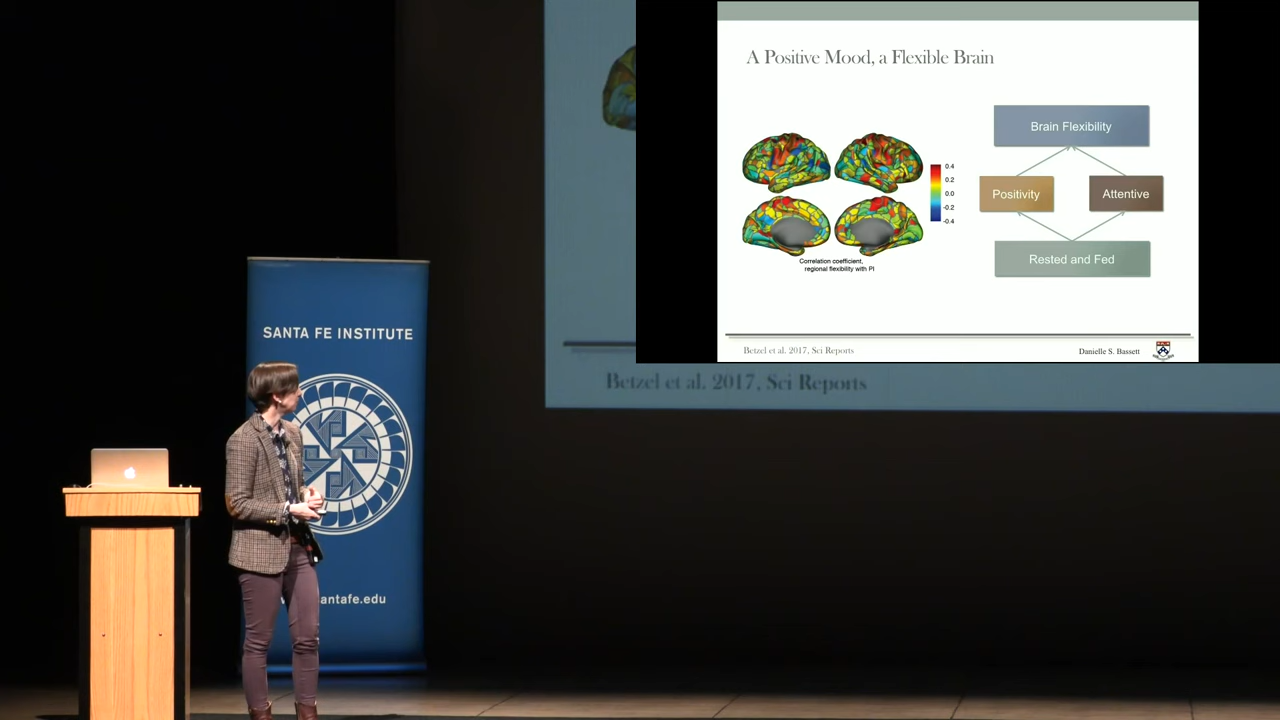 A Positive Mood, a Flexible Brain
Brain Flexibility
0.4
0.2
0.0
-0.2
-0.4
Positivity
Attentive
Rested and Fed
Correlation coefficient,
regional flexibility with PI
Betzel et al. 2017, Sci Reports
Danielle S. Bassett
Betzel et al. 2017, Sci Reports
SANTA FE INSTITUTE
antafe.edu